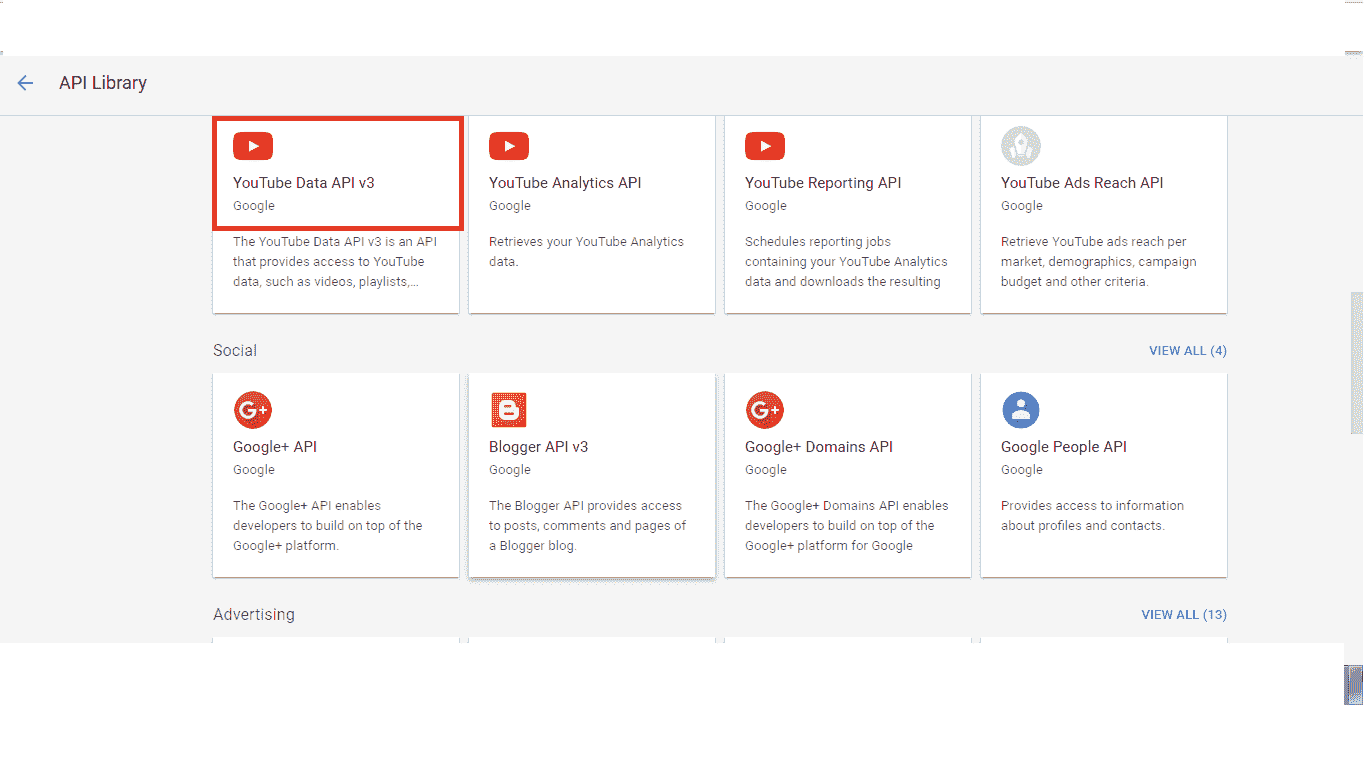 API Library
YouTube Data API v3
Google
The YouTube Data API v3 is an API
that provides access to YouTube
data, such as videos, playlists,...
YouTube Analytics API
Google
Retrieves your YouTube Analytics
data.
YouTube Reporting API
Google
Schedules reporting jobs
containing your YouTube Analytics
data and downloads the resulting
YouTube Ads Reach API
Google
Retrieve YouTube ads reach per
market, demographics, campaign
budget and other criteria.
Social
VIEW ALL (4)
G+
Google+ API
Google
The Google+ API enables
developers to build on top of the
Google+ platform.
Blogger API v3
Google
The Blogger API provides access
to posts, comments and pages of
a Blogger blog.
G+
Google+ Domains API
Google
The Google+ Domains API enables
developers to build on top of the
Google+ platform for Google
Google People API
Google
Provides access to information
about profiles and contacts.
Advertising
VIEW ALL (13)